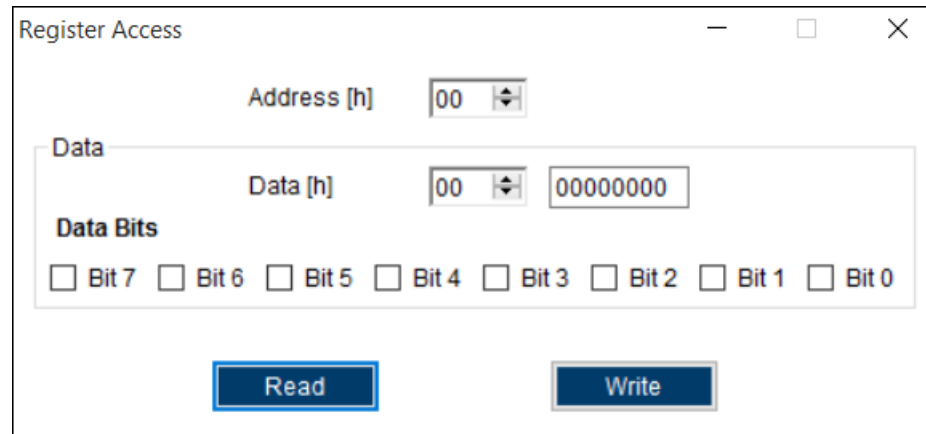 Register Access
Address [h] 00
Data
Data [h] 00 00000000
Data Bits
Bit 7 Bit 6 Bit 5 Bit 4 Bit 3 Bit 2 Bit 1 Bit 0
Read Write